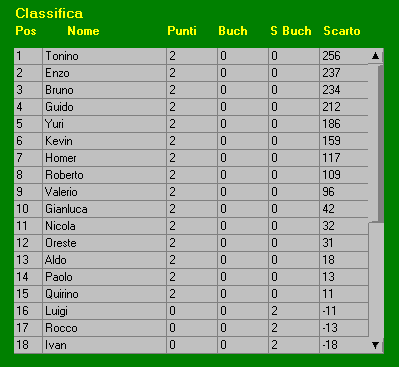 Classifica
Pos Nome Punti Buch S Buch Scarto
1 Tonino 2 0 0 256
2 Enzo 2 0 0 237
3 Bruno 2 0 0 234
4 Guido 2 0 0 212
5 Yuri 2 0 0 186
6 Kevin 2 0 0 159
7 Homer 2 0 0 117
8 Roberto 2 0 0 109
9 Valerio 2 0 0 96
10 Gianluca 2 0 0 42
11 Nicola 2 0 0 32
12 Oreste 2 0 0 31
13 Aldo 2 0 0 18
14 Paolo 2 0 0 13
15 Quirino 2 0 0 11
16 Luigi 0 0 2 -11
17 Rocco 0 0 2 -13
18 Ivan 0 0 2 -18